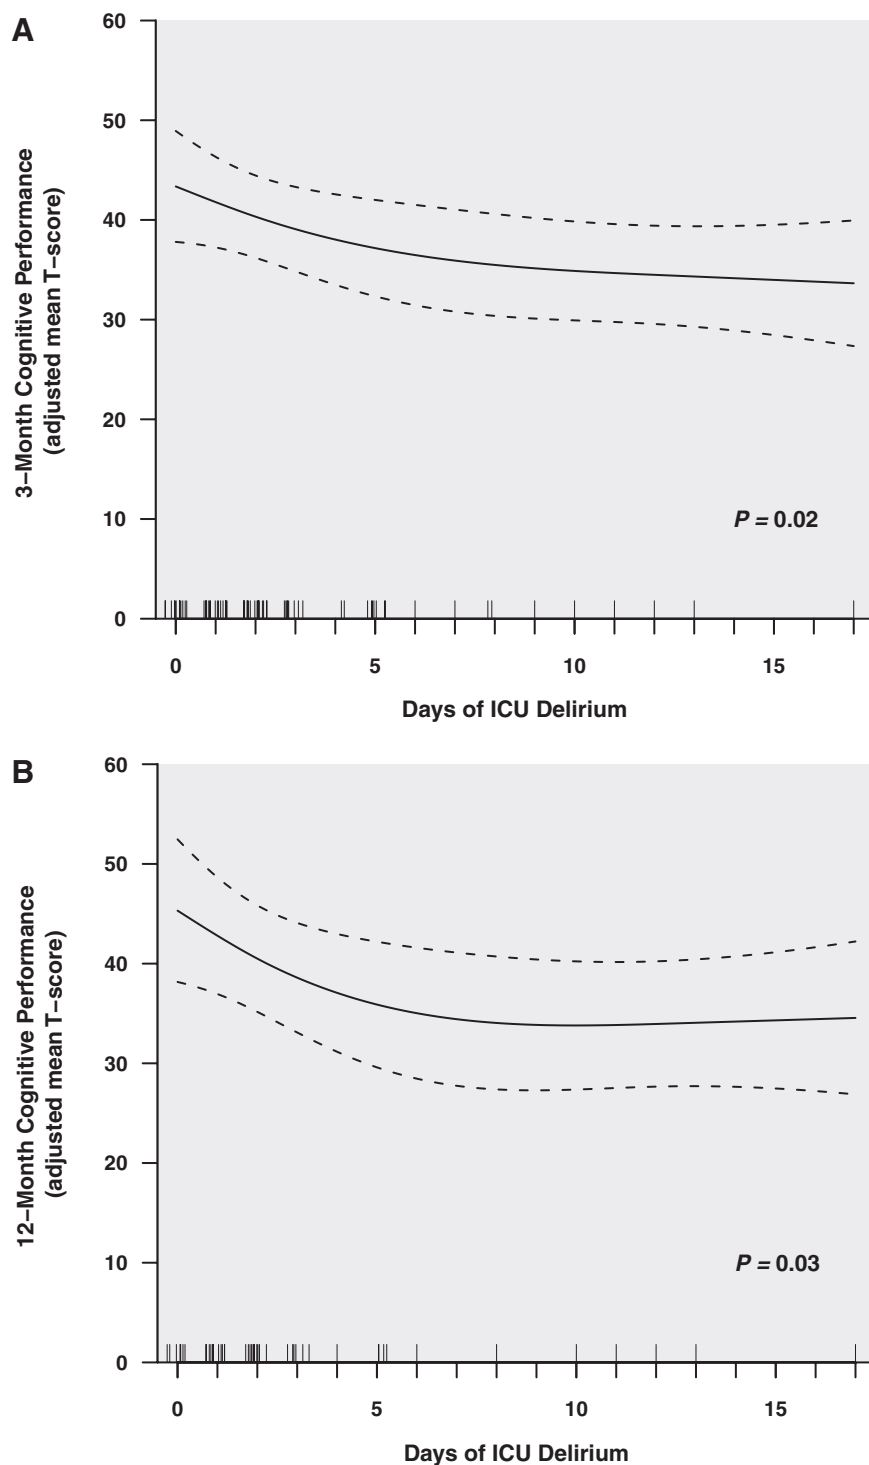 A
60
50
40
30
20
10
0
3–Month Cognitive Performance
(adjusted mean T–score)
P = 0.02
0 5 10 15
Days of ICU Delirium
B
60
50
40
30
20
10
0
12–Month Cognitive Performance
(adjusted mean T–score)
P = 0.03
0 5 10 15
Days of ICU Delirium